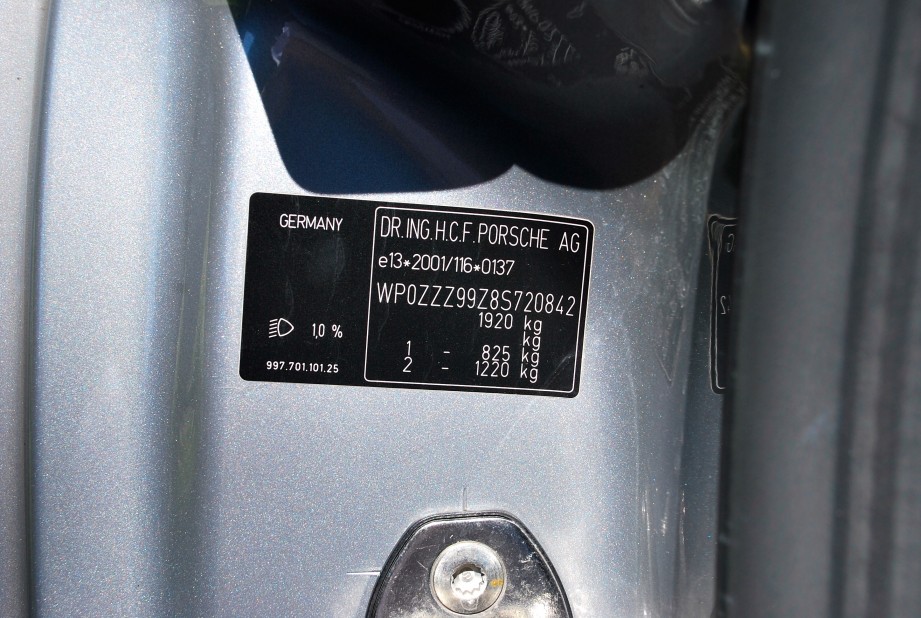 GERMANY
DR.ING.H.C.F.PORSCHE AG
e13*2001/116*0137
WP0ZZZ99Z8S720842
1920 kg
kg
1 - 825 kg
2 - 1220 kg
1,0 %
997.701.101.25